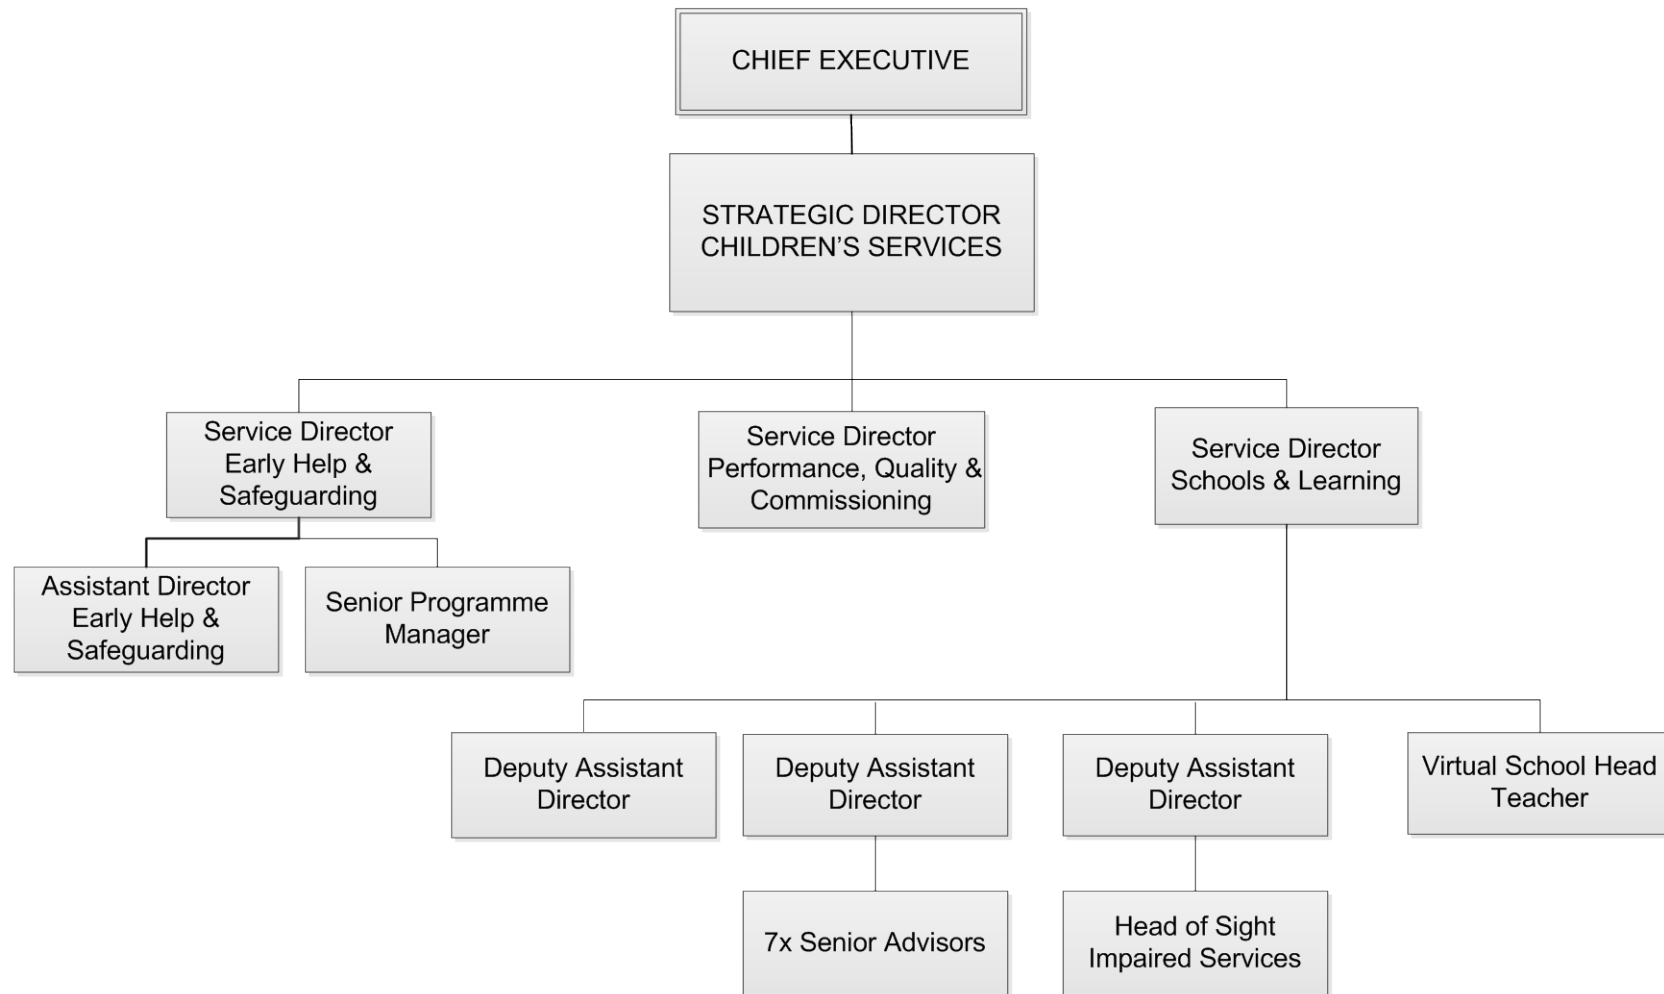 CHIEF EXECUTIVE
STRATEGIC DIRECTOR
CHILDREN’S SERVICES
Service Director
Early Help &
Safeguarding
Service Director
Performance, Quality &
Commissioning
Service Director
Schools & Learning
Assistant Director
Early Help &
Safeguarding
Senior Programme
Manager
Deputy Assistant
Director
Deputy Assistant
Director
Deputy Assistant
Director
Virtual School Head
Teacher
7x Senior Advisors
Head of Sight
Impaired Services